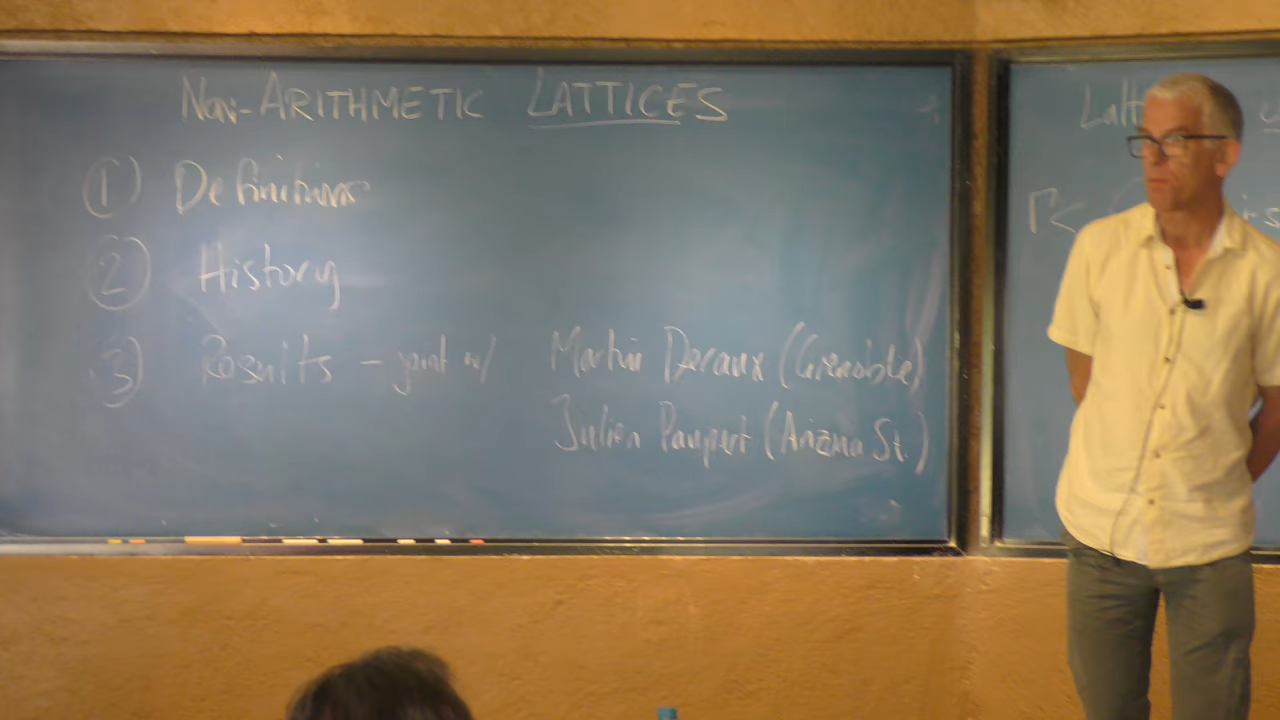 Non-ARITHMETIC LATTICES
① Definitions
② History
③ Results - joint w/ Martin Deraux (Grenoble)
Julien Paupert (Arizona St.)
Γ <